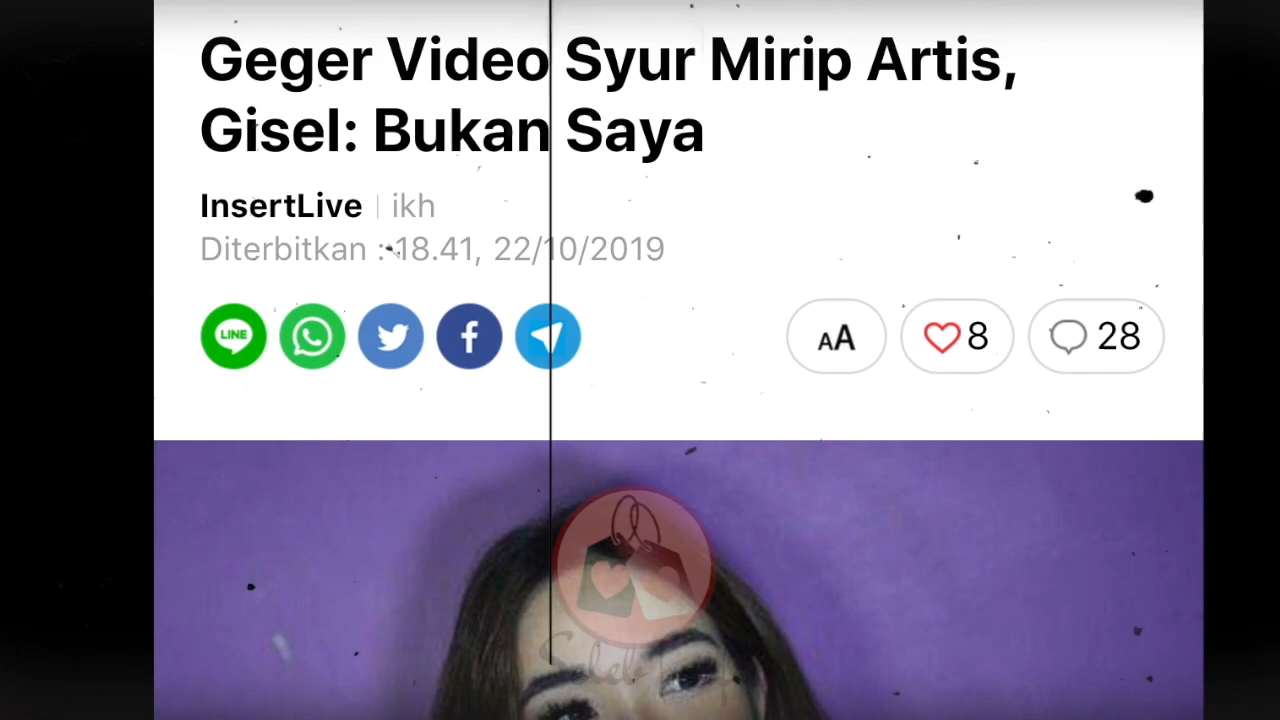 Geger Video Syur Mirip Artis,
Gisel: Bukan Saya
InsertLive | ikh
Diterbitkan : 18.41, 22/10/2019
LINE
AA 8 28